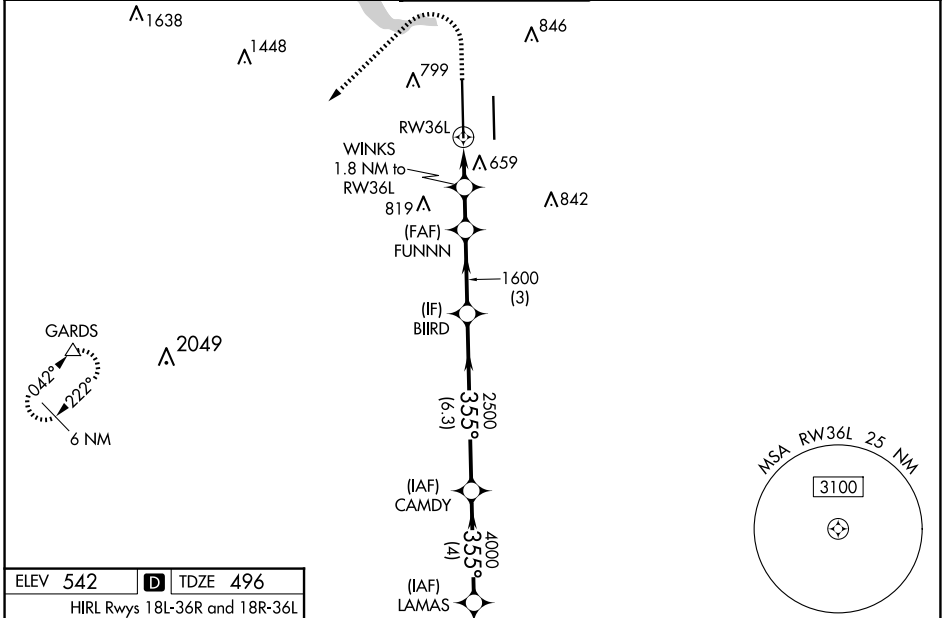 1638
1448
846
799
RW36L
WINKS
1.8 NM to
RW36L
659
819
842
(FAF)
FUNNN
1600
(3)
(IF)
BIIRD
GARDS
2049
042°
222°
6 NM
2500
355°
(6.3)
MSA RW36L 25 NM
3100
(IAF)
CAMDY
4000
355°
(4)
(IAF)
LAMAS
ELEV 542 D TDZE 496
HIRL Rwys 18L-36R and 18R-36L